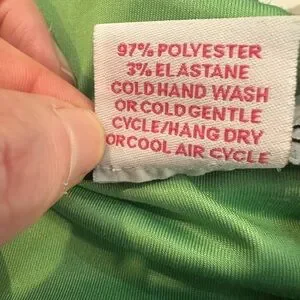 97% POLYESTER
3% ELASTANE
COLD HAND WASH
OR COLD GENTLE
CYCLE/HANG DRY
OR COOL AIR CYCLE